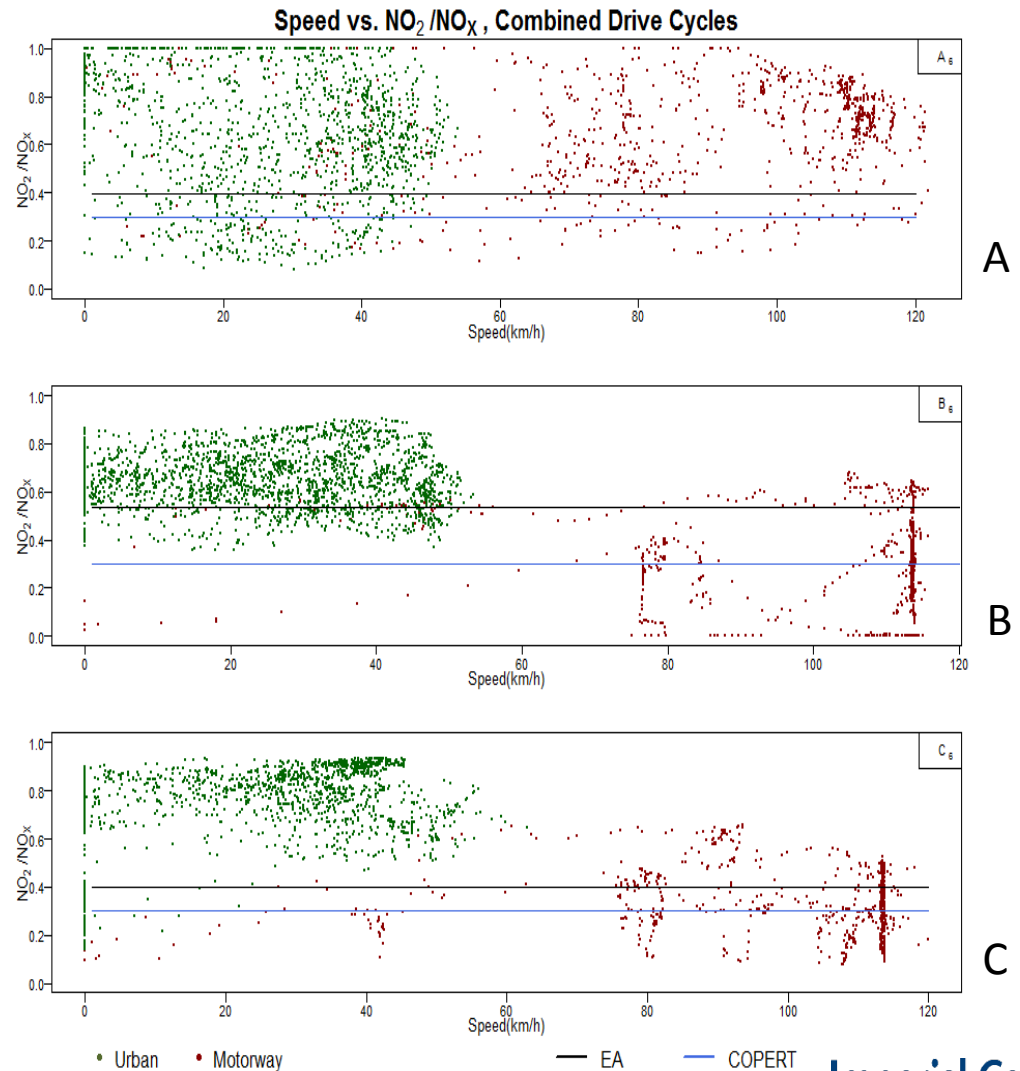 Speed vs. NO2 /NOX , Combined Drive Cycles
A6
1.0
0.8
0.6
0.4
0.2
0.0
NO2 /NOX
0 20 40 60 80 100 120
Speed(km/h)
A
B6
1.0
0.8
0.6
0.4
0.2
0.0
NO2 /NOX
0 20 40 60 80 100 120
Speed(km/h)
B
C6
1.0
0.8
0.6
0.4
0.2
0.0
NO2 /NOX
0 20 40 60 80 100 120
Speed(km/h)
C
Urban Motorway EA COPERT